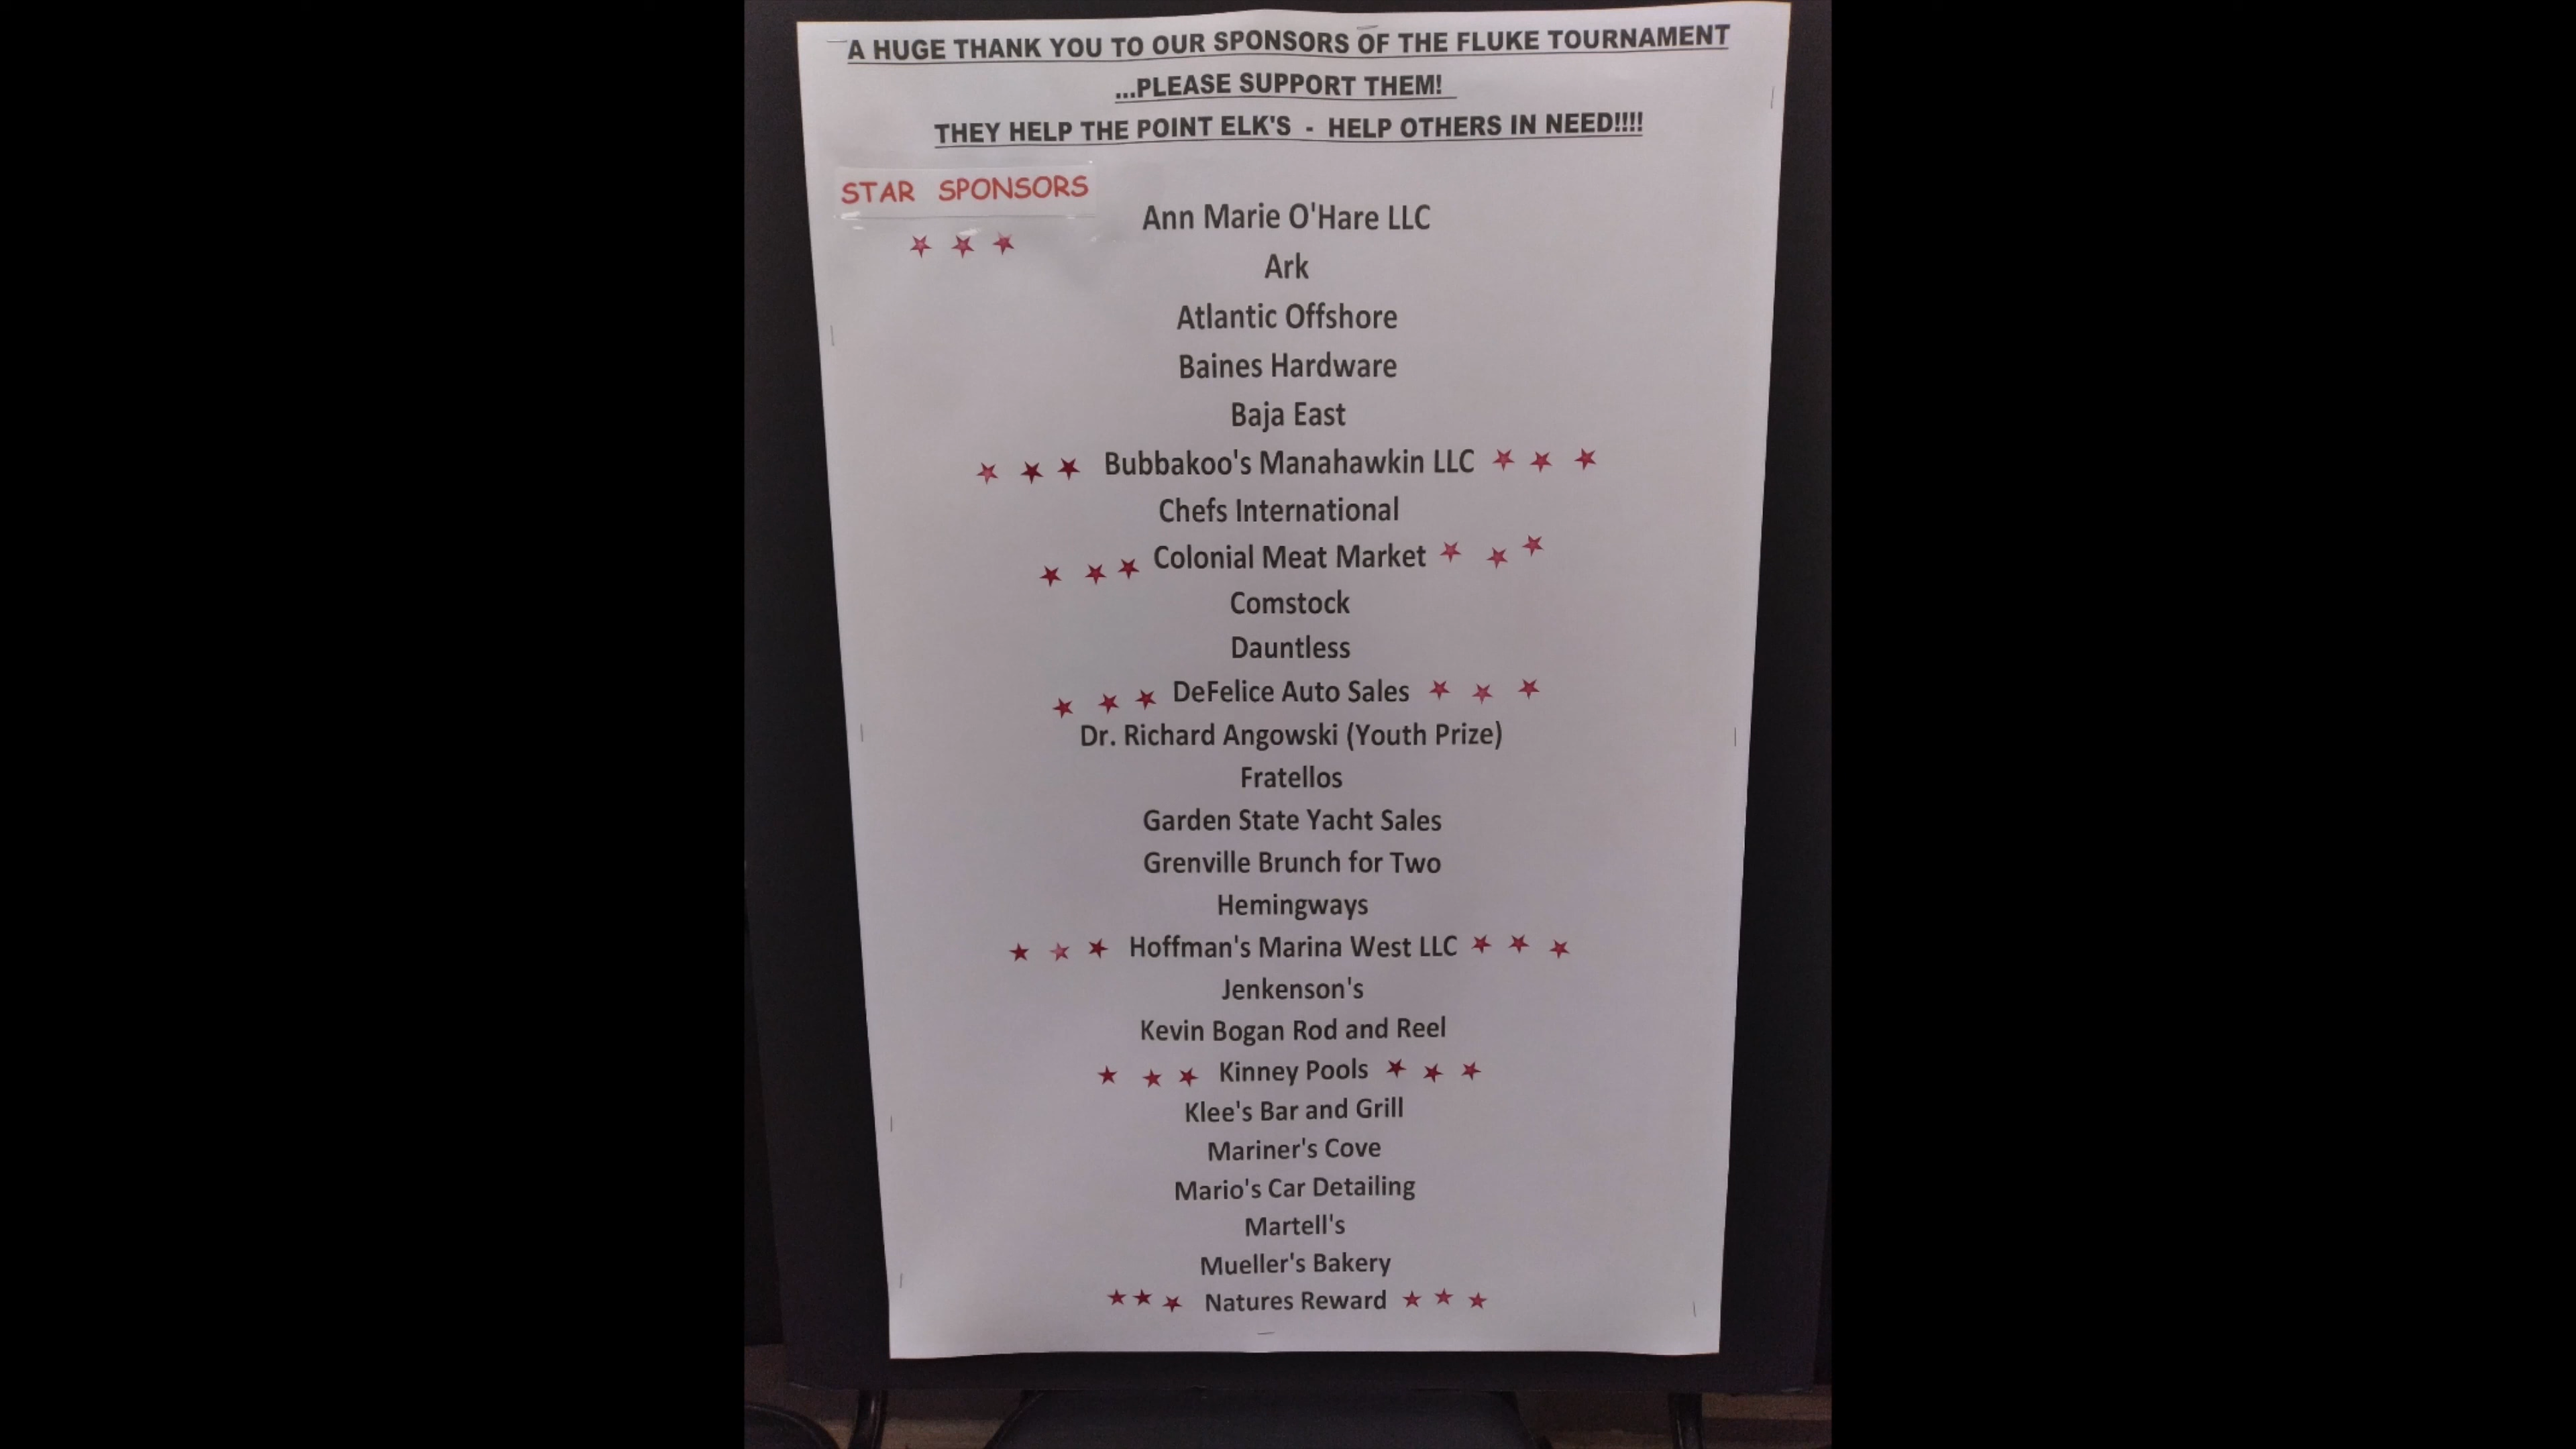 A HUGE THANK YOU TO OUR SPONSORS OF THE FLUKE TOURNAMENT
...PLEASE SUPPORT THEM!
THEY HELP THE POINT ELK'S - HELP OTHERS IN NEED!!!!
STAR SPONSORS
Ann Marie O'Hare LLC
Ark
Atlantic Offshore
Baines Hardware
Baja East
Bubbakoo's Manahawkin LLC
Chefs International
Colonial Meat Market
Comstock
Dauntless
DeFelice Auto Sales
Dr. Richard Angowski (Youth Prize)
Fratellos
Garden State Yacht Sales
Grenville Brunch for Two
Hemingways
Hoffman's Marina West LLC
Jenkenson's
Kevin Bogan Rod and Reel
Kinney Pools
Klee's Bar and Grill
Mariner's Cove
Mario's Car Detailing
Martell's
Mueller's Bakery
Natures Reward